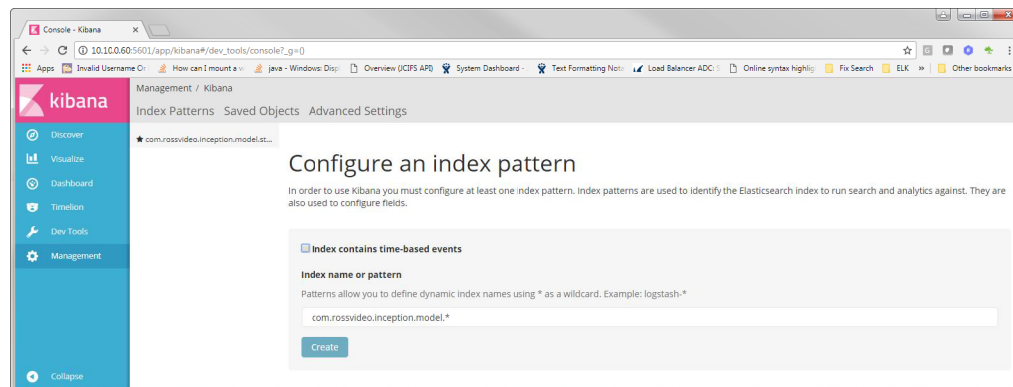 Console - Kibana
10.10.0.60:5601/app/kibana#/dev_tools/console?_g=()
Apps Invalid Username Or How can I mount a java - Windows: Disp Overview (JCIFS API) System Dashboard - Text Formatting Nota Load Balancer ADC: Online syntax highlig Fix Search ELK » Other bookmarks
kibana
Management / Kibana
Index Patterns Saved Objects Advanced Settings
Discover
Visualize
Dashboard
Timelion
Dev Tools
Management
Collapse
★ com.rossvideo.inception.model.st...
Configure an index pattern
In order to use Kibana you must configure at least one index pattern. Index patterns are used to identify the Elasticsearch index to run search and analytics against. They are
also used to configure fields.
Index contains time-based events
Index name or pattern
Patterns allow you to define dynamic index names using * as a wildcard. Example: logstash-*
com.rossvideo.inception.model.*
Create